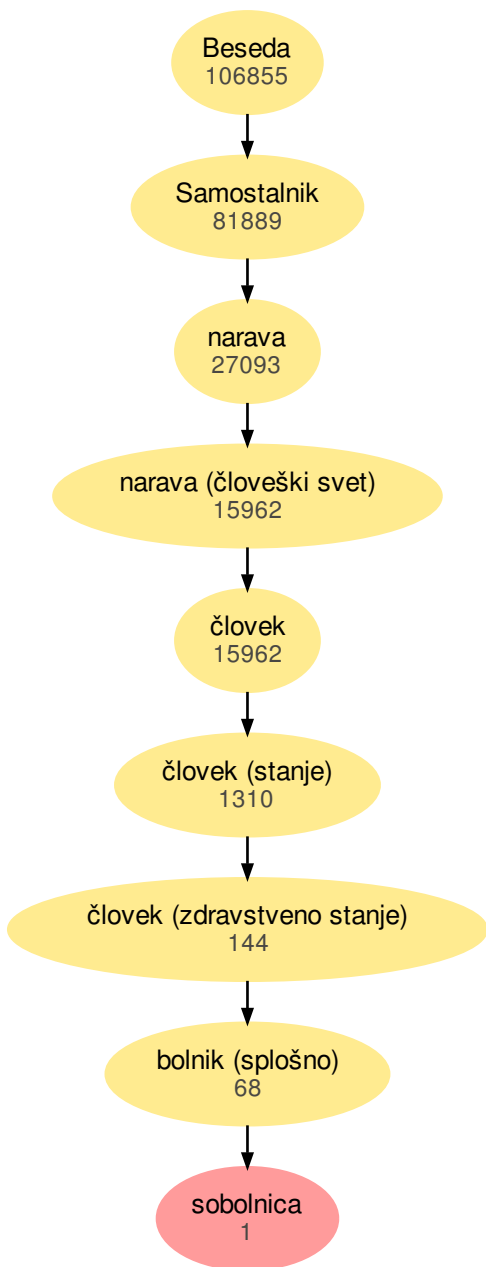 Beseda
106855
Samostalnik
81889
narava
27093
narava (človeški svet)
15962
človek
15962
človek (stanje)
1310
človek (zdravstveno stanje)
144
bolnik (splošno)
68
sobolnica
1